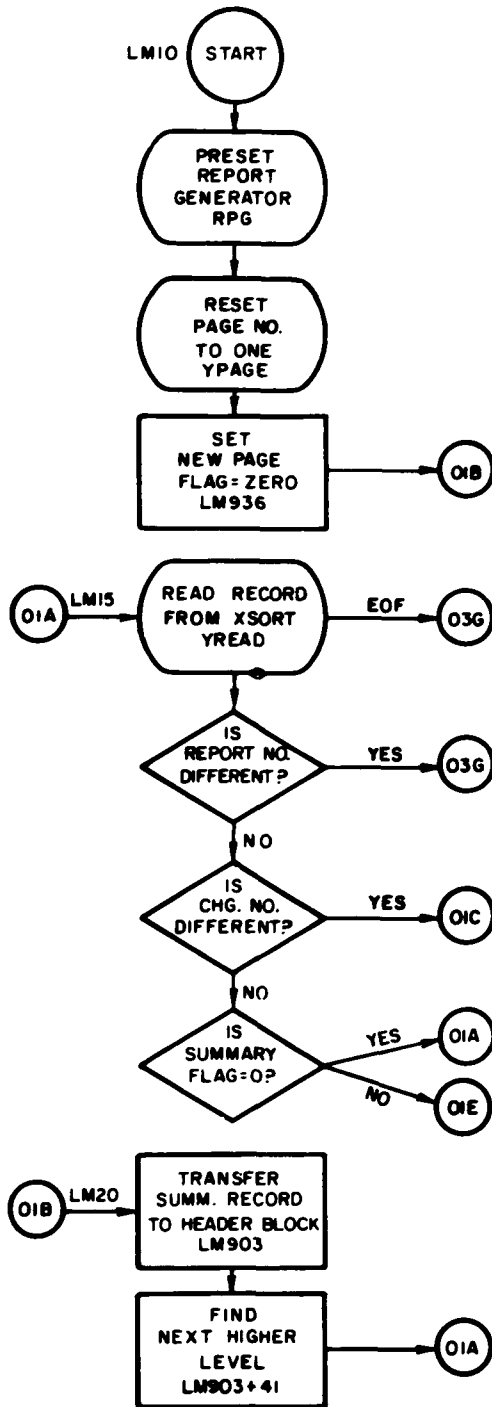 LM10
START
PRESET
REPORT
GENERATOR
RPG
RESET
PAGE NO.
TO ONE
YPAGE
SET
NEW PAGE
FLAG=ZERO
LM936
01B
01A
LM15
READ RECORD
FROM XSORT
YREAD
EOF
03G
IS
REPORT NO.
DIFFERENT?
YES
03G
NO
IS
CHG. NO.
DIFFERENT?
YES
01C
NO
IS
SUMMARY
FLAG=0?
YES
01A
NO
01E
01B
LM20
TRANSFER
SUMM. RECORD
TO HEADER BLOCK
LM903
FIND
NEXT HIGHER
LEVEL
LM903+41
01A